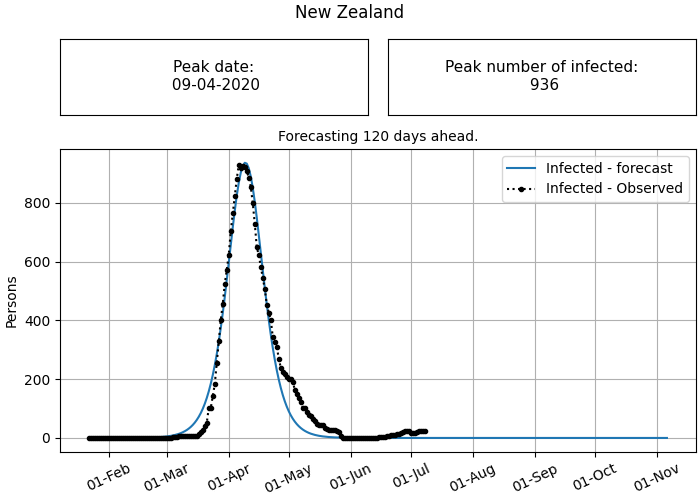 New Zealand
Peak date:
09-04-2020
Peak number of infected:
936
Forecasting 120 days ahead.
Infected - forecast
Infected - Observed
Persons
800
600
400
200
0
01-Feb
01-Mar
01-Apr
01-May
01-Jun
01-Jul
01-Aug
01-Sep
01-Oct
01-Nov